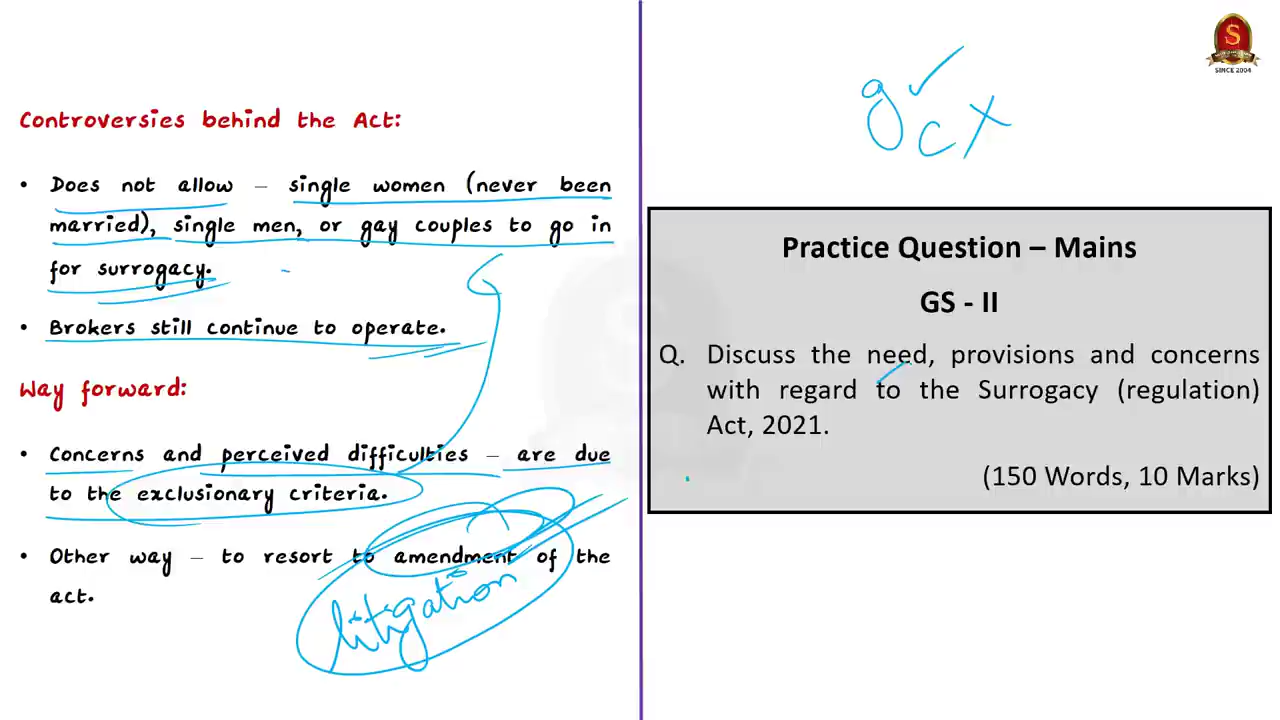 Controversies behind the Act:
• Does not allow – single women (never been
married), single men, or gay couples to go in
for surrogacy.
• Brokers still continue to operate.
Way forward:
• Concerns and perceived difficulties – are due
to the exclusionary criteria.
• Other way – to resort to amendment of the
act.
litigation
S
SINCE 2004
g ✓
c X
Practice Question – Mains
GS - II
Q. Discuss the need, provisions and concerns
with regard to the Surrogacy (regulation)
Act, 2021.
(150 Words, 10 Marks)